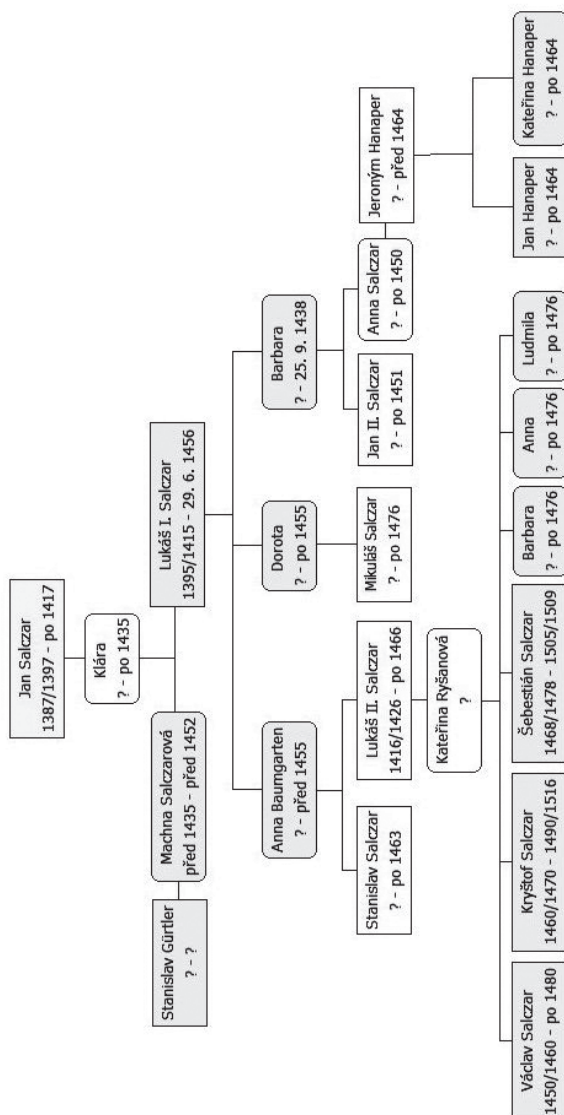 Jan Salczar
1387/1397 - po 1417
Klára
? - po 1435
Stanislav Gürtler
? - ?
Machna Salczarová
před 1435 - před 1452
Lukáš I. Salczar
1395/1415 - 29. 6. 1456
Anna Baumgarten
? - před 1455
Dorota
? - po 1455
Barbara
? - 25. 9. 1438
Stanislav Salczar
? - po 1463
Lukáš II. Salczar
1416/1426 - po 1466
Mikuláš Salczar
? - po 1476
Jan II. Salczar
? - po 1451
Anna Salczar
? - po 1450
Jeroným Hanaper
? - před 1464
Kateřina Ryšanová
?
Václav Salczar
1450/1460 - po 1480
Kryštof Salczar
1460/1470 - 1490/1516
Šebestián Salczar
1468/1478 - 1505/1509
Barbara
? - po 1476
Anna
? - po 1476
Ludmila
? - po 1476
Jan Hanaper
? - po 1464
Kateřina Hanaper
? - po 1464